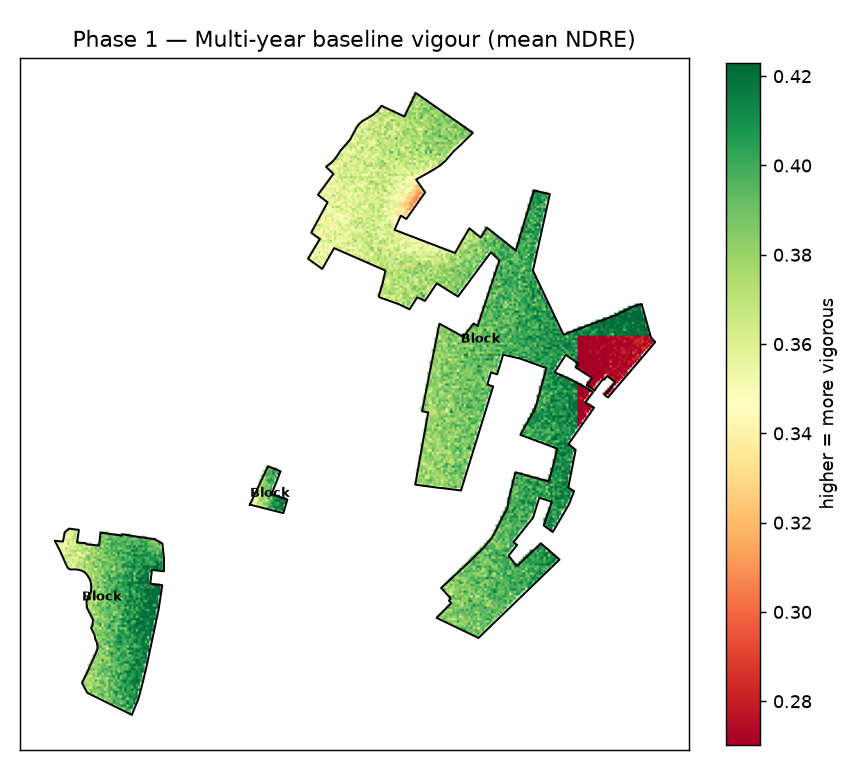 Phase 1 — Multi-year baseline vigour (mean NDRE)
0.42
0.40
0.38
0.36
0.34
0.32
0.30
0.28
higher = more vigorous
Block
Block
Block